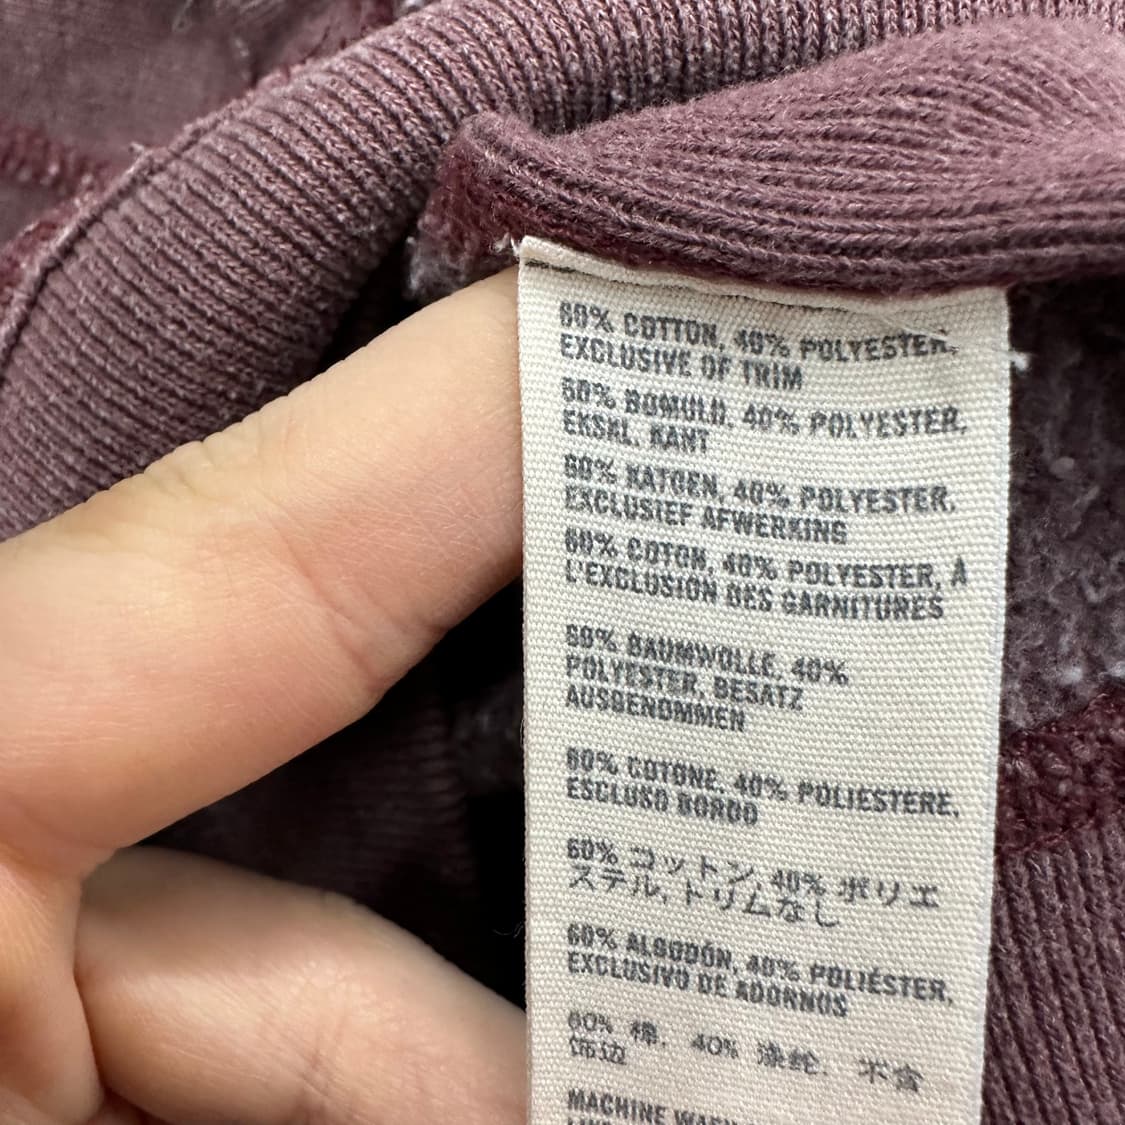 60% COTTON, 40% POLYESTER,
EXCLUSIVE OF TRIM
60% BOMULD, 40% POLYESTER,
EKSKL. KANT
60% KATOEN, 40% POLYESTER,
EXCLUSIEF AFWERKING
60% COTON, 40% POLYESTER, À
L'EXCLUSION DES GARNITURES
60% BAUMWOLLE, 40%
POLYESTER, BESATZ
AUSGENOMMEN
60% COTONE, 40% POLIESTERE,
ESCLUSO BORDO
60% コットン, 40% ポリエ
ステル, トリムなし
60% ALGODÓN, 40% POLIÉSTER,
EXCLUSIVO DE ADORNOS
60% 棉, 40% 涤纶, 不含
饰边
MACHINE